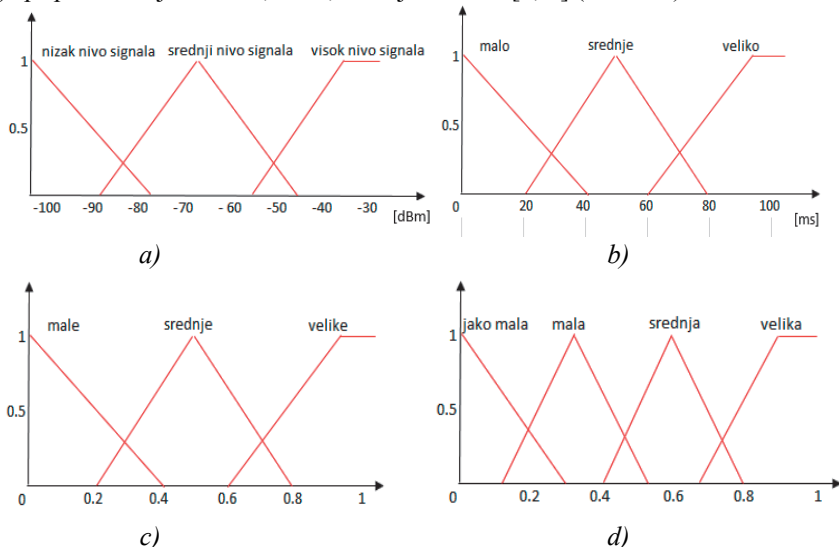 nizak nivo signala srednji nivo signala visok nivo signala
1
0.5
-100 -90 -80 -70 - 60 -50 -40 -30
[dBm]
a)
malo srednje veliko
1
0.5
0 20 40 60 80 100
[ms]
b)
male srednje velike
1
0.5
0 0.2 0.4 0.6 0.8 1
c)
jako mala mala srednja velika
1
0.5
0 0.2 0.4 0.6 0.8 1
d)